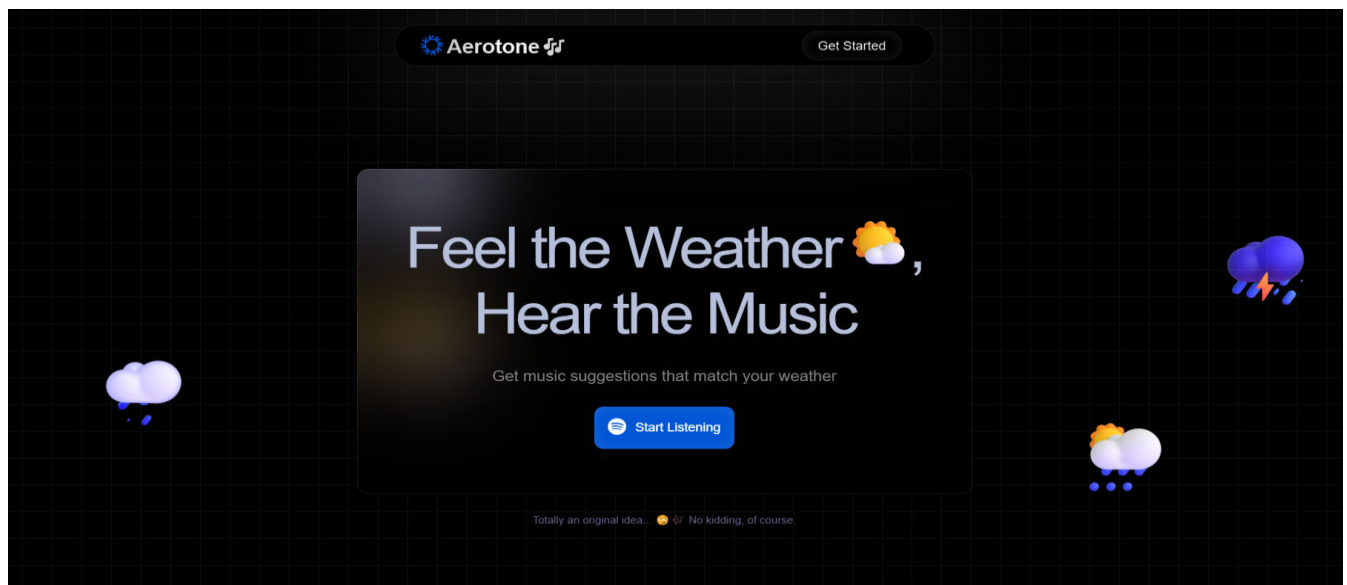 Aerotone
Get Started
Feel the Weather ,
Hear the Music
Get music suggestions that match your weather
Start Listening
Totally an original idea... No kidding, of course.